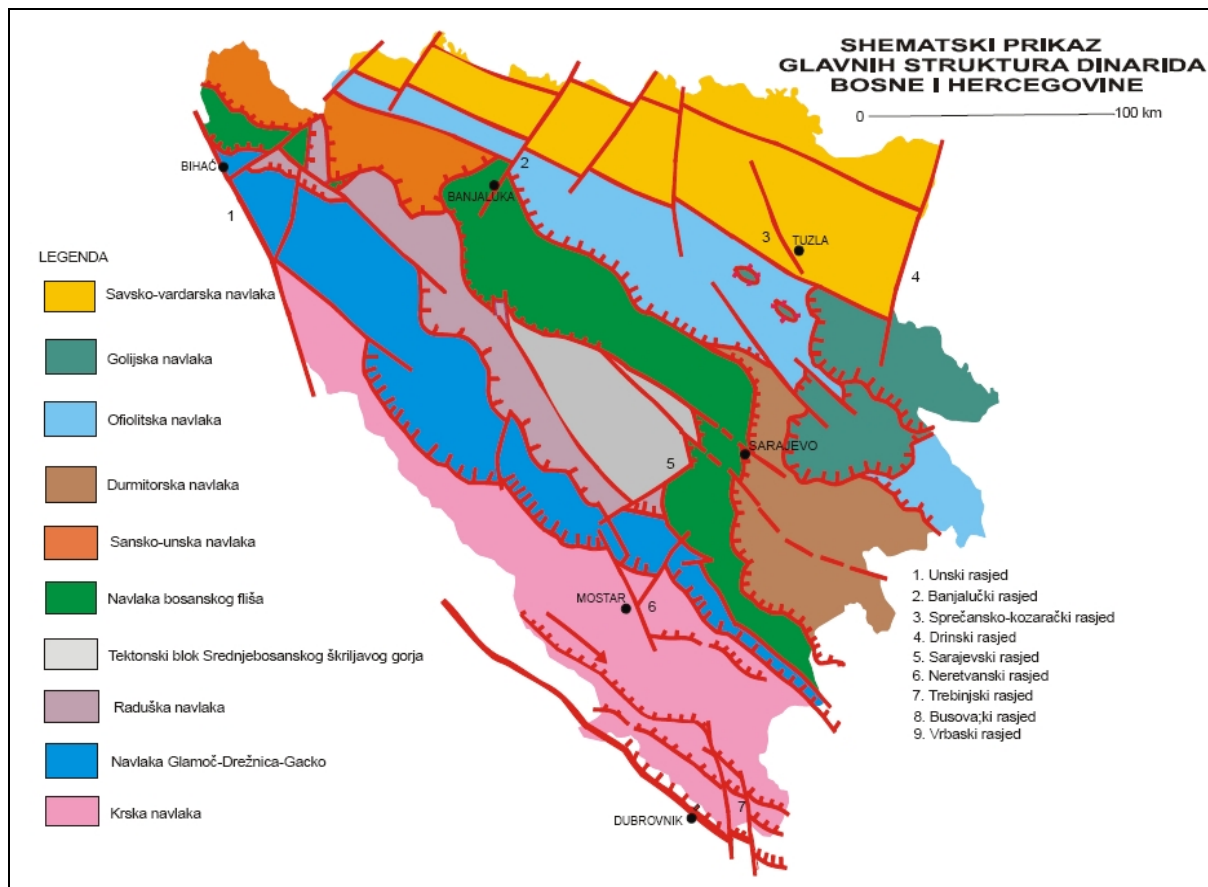 SHEMATSKI PRIKAZ
GLAVNIH STRUKTURA DINARIDA
BOSNE I HERCEGOVINE
0 100 km
BIHAĆ
1
2
BANJALUKA
3
TUZLA
4
LEGENDA
Savsko-vardarska navlaka
Golijska navlaka
Ofiolitska navlaka
Durmitorska navlaka
Sansko-unska navlaka
Navlaka bosanskog fliša
Tektonski blok Srednjebosanskog škriljavog gorja
Raduška navlaka
Navlaka Glamoč-Drežnica-Gacko
Krska navlaka
SARAJEVO
5
MOSTAR
6
7
DUBROVNIK
1. Unski rasjed
2. Banjalučki rasjed
3. Sprečansko-kozarački rasjed
4. Drinski rasjed
5. Sarajevski rasjed
6. Neretvanski rasjed
7. Trebinjski rasjed
8. Busova;ki rasjed
9. Vrbaski rasjed